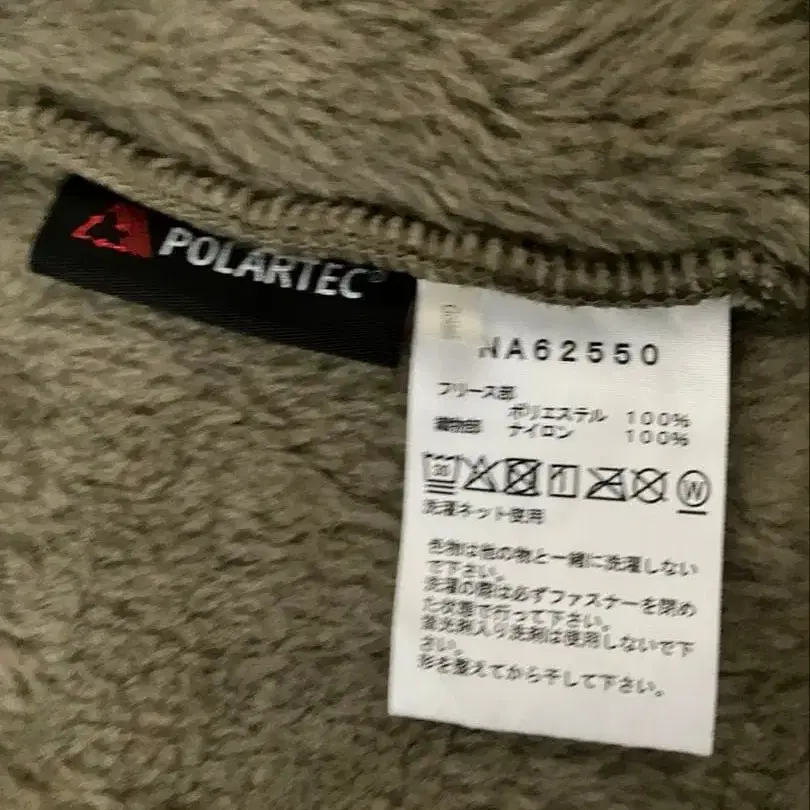 POLARTEC
NA62550
フリース部
ポリエステル 100%
織物部 ナイロン 100%
30
W
洗濯ネット使用
色物は他の物と一緒に洗濯しない
で下さい。
洗濯の際は必ずファスナーを閉め
た状態で行って下さい。
蛍光剤入り洗剤は使用しないで下
さい。
形を整えてから干して下さい。